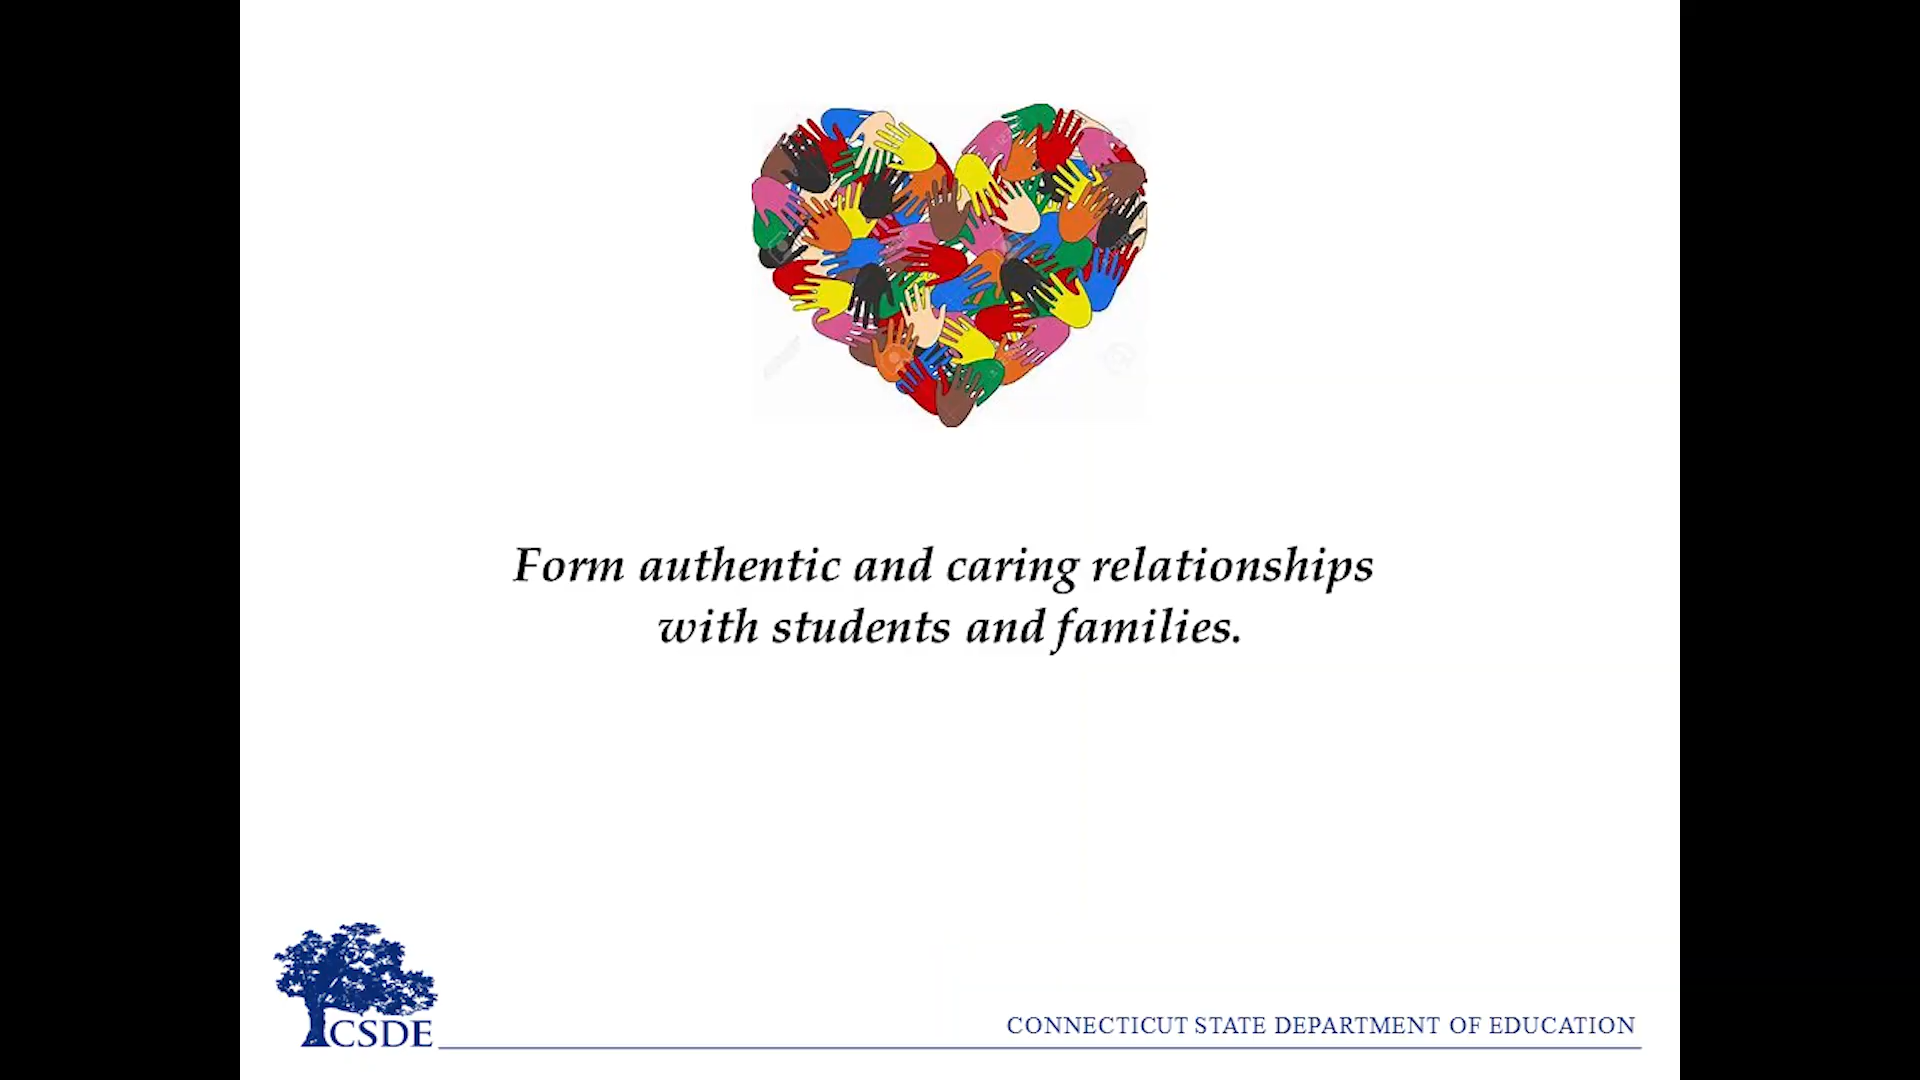 Form authentic and caring relationships
with students and families.
CSDE
CONNECTICUT STATE DEPARTMENT OF EDUCATION